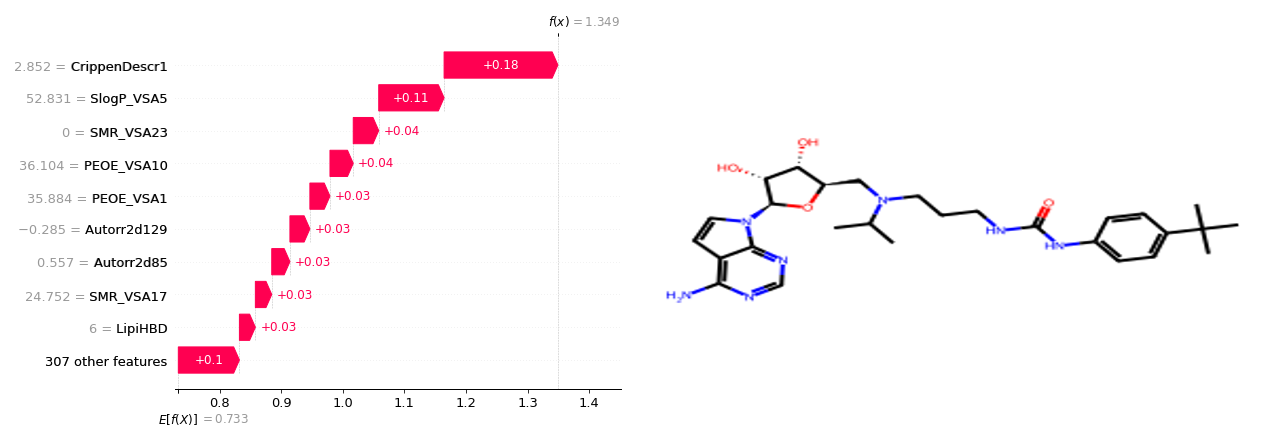 f(x) = 1.349
2.852 = CrippenDescr1
+0.18
52.831 = SlogP_VSA5
+0.11
0 = SMR_VSA23
+0.04
36.104 = PEOE_VSA10
+0.04
35.884 = PEOE_VSA1
+0.03
−0.285 = Autorr2d129
+0.03
0.557 = Autorr2d85
+0.03
24.752 = SMR_VSA17
+0.03
6 = LipiHBD
+0.03
307 other features
+0.1
0.8 0.9 1.0 1.1 1.2 1.3 1.4
E[f(X)] = 0.733
OH
HO
O
N
O
N
HN
HN
N
H2N
N